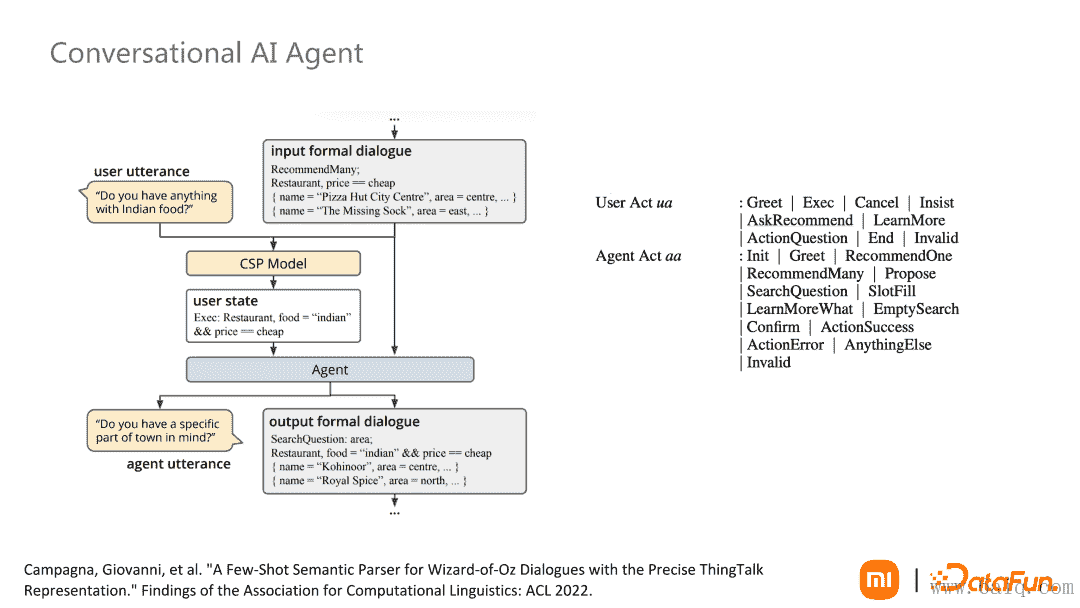 Conversational AI Agent
...
input formal dialogue
RecommendMany;
Restaurant, price == cheap
{ name = “Pizza Hut City Centre”, area = centre, ... }
{ name = “The Missing Sock”, area = east, ... }
user utterance
“Do you have anything
with Indian food?”
CSP Model
user state
Exec: Restaurant, food = “indian”
&& price == cheap
Agent
“Do you have a specific
part of town in mind?”
agent utterance
output formal dialogue
SearchQuestion: area;
Restaurant, food = “indian” && price == cheap
{ name = “Kohinoor”, area = centre, ... }
{ name = “Royal Spice”, area = north, ... }
...
User Act ua : Greet | Exec | Cancel | Insist
| AskRecommend | LearnMore
| ActionQuestion | End | Invalid
Agent Act aa : Init | Greet | RecommendOne
| RecommendMany | Propose
| SearchQuestion | SlotFill
| LearnMoreWhat | EmptySearch
| Confirm | ActionSuccess
| ActionError | AnythingElse
| Invalid
Campagna, Giovanni, et al. "A Few-Shot Semantic Parser for Wizard-of-Oz Dialogues with the Precise ThingTalk
Representation." Findings of the Association for Computational Linguistics: ACL 2022.
mi | DataFun.